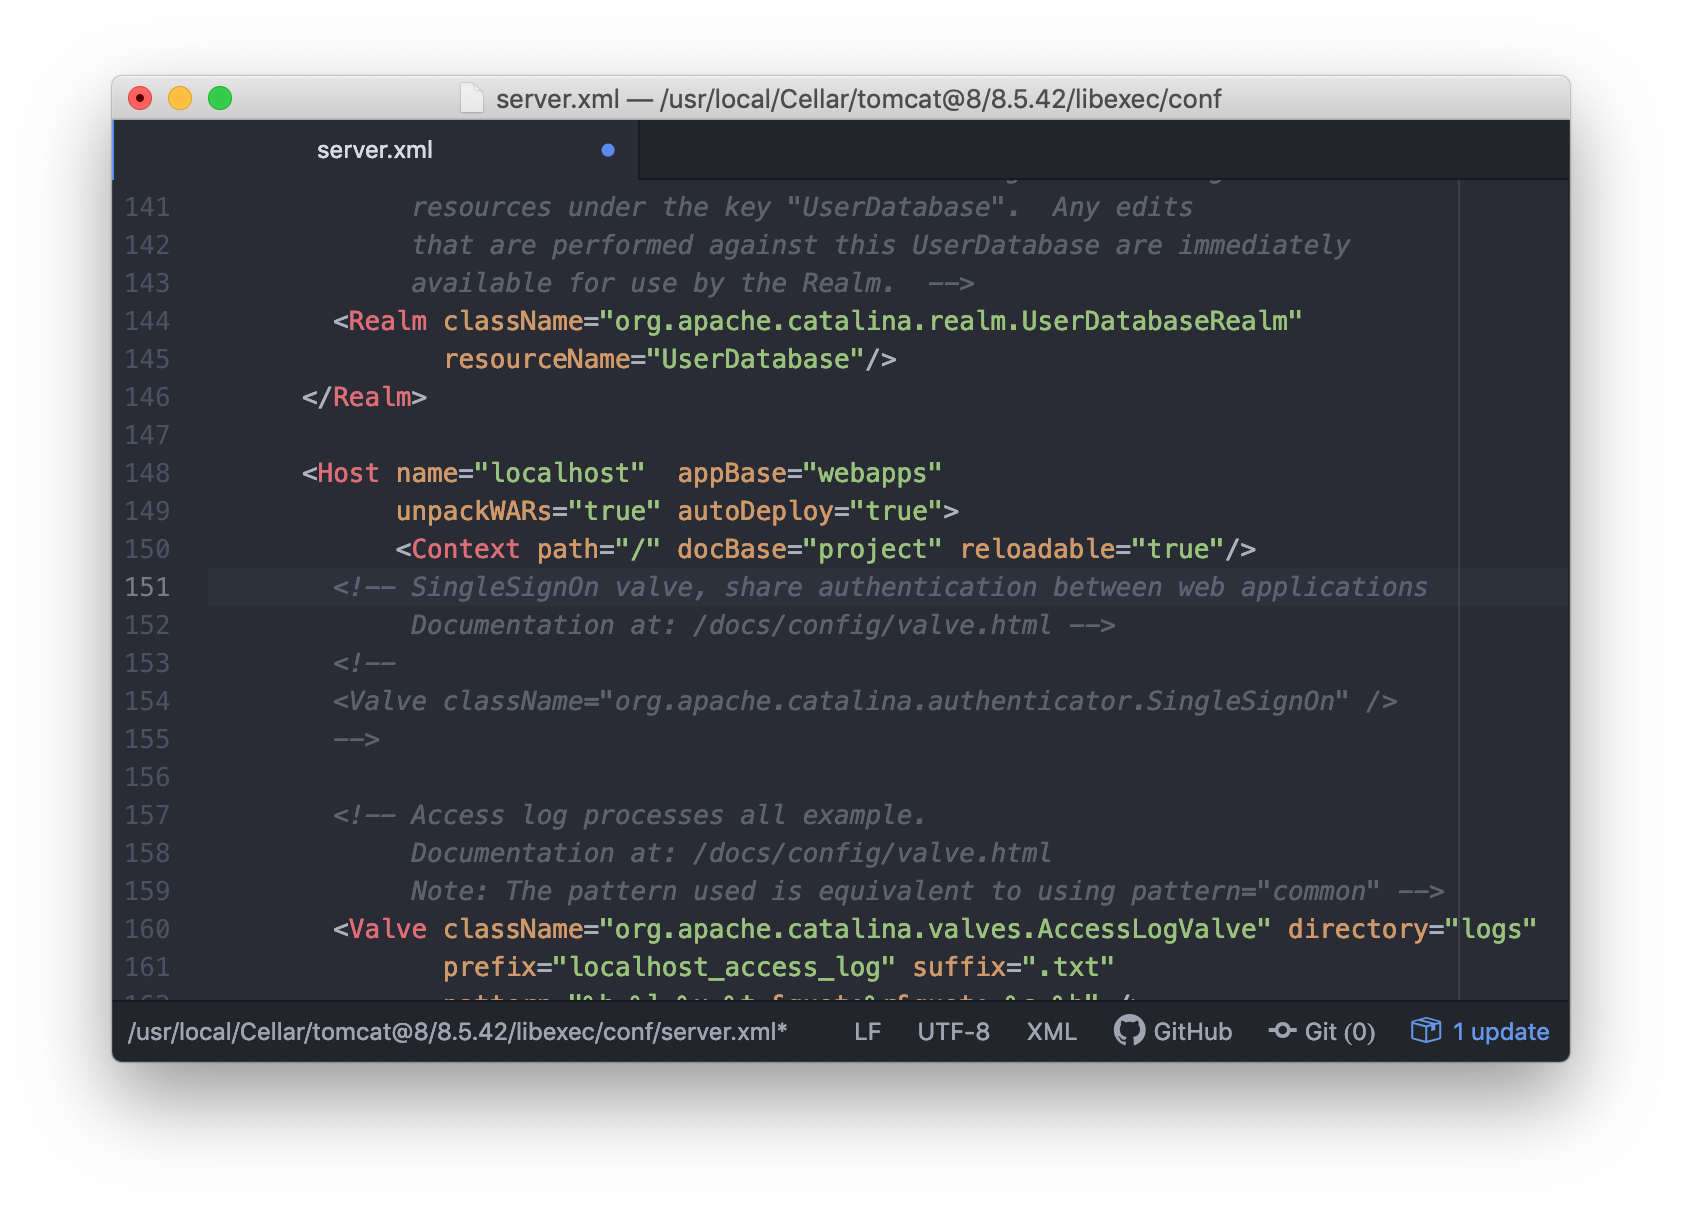 server.xml — /usr/local/Cellar/tomcat@8/8.5.42/libexec/conf
server.xml
141 resources under the key "UserDatabase". Any edits
142 that are performed against this UserDatabase are immediately
143 available for use by the Realm. -->
144 <Realm className="org.apache.catalina.realm.UserDatabaseRealm"
145 resourceName="UserDatabase"/>
146 </Realm>
147
148 <Host name="localhost"  appBase="webapps"
149 unpackWARs="true" autoDeploy="true">
150 <Context path="/" docBase="project" reloadable="true"/>
151 <!-- SingleSignOn valve, share authentication between web applications
152 Documentation at: /docs/config/valve.html -->
153 <!--
154 <Valve className="org.apache.catalina.authenticator.SingleSignOn" />
155 -->
156
157 <!-- Access log processes all example.
158 Documentation at: /docs/config/valve.html
159 Note: The pattern used is equivalent to using pattern="common" -->
160 <Valve className="org.apache.catalina.valves.AccessLogValve" directory="logs"
161 prefix="localhost_access_log" suffix=".txt"
/usr/local/Cellar/tomcat@8/8.5.42/libexec/conf/server.xml* LF UTF-8 XML GitHub Git (0) 1 update